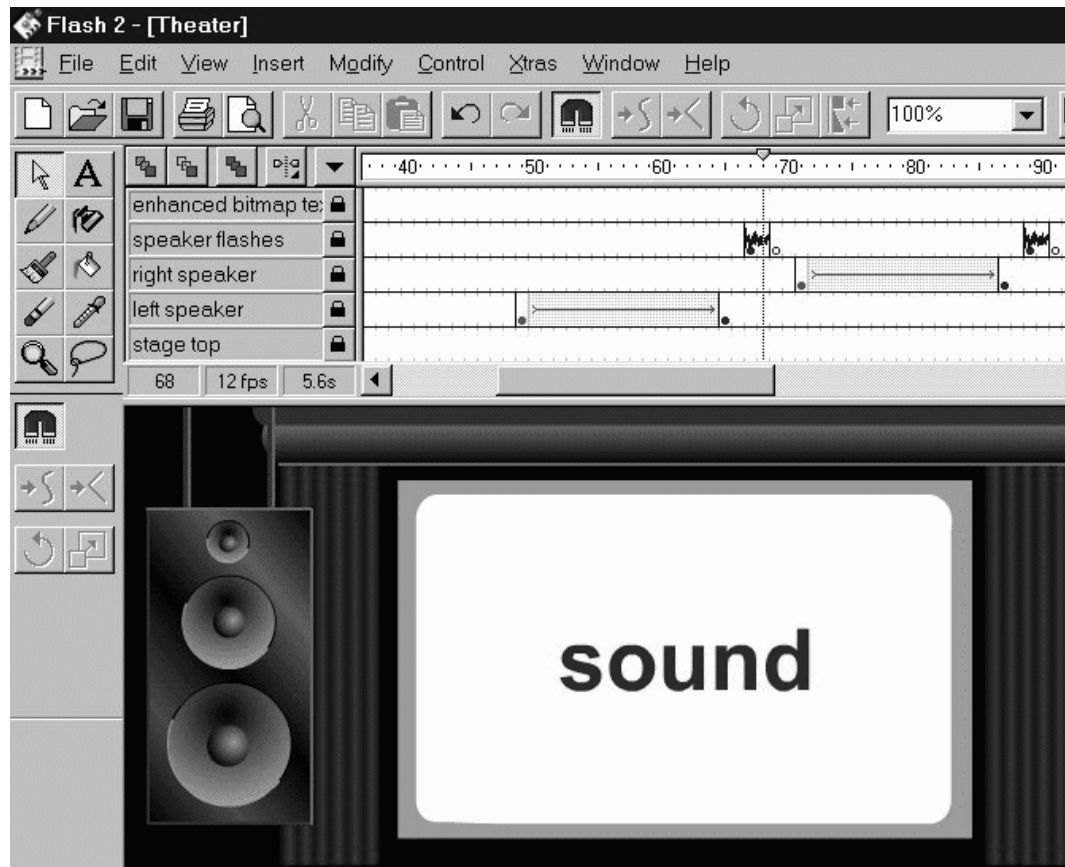 Flash 2 - [Theater]
File Edit View Insert Modify Control Xtras Window Help
100%
A
40 50 60 70 80 90
enhanced bitmap te
speaker flashes
right speaker
left speaker
stage top
68 12 fps 5.6s
sound